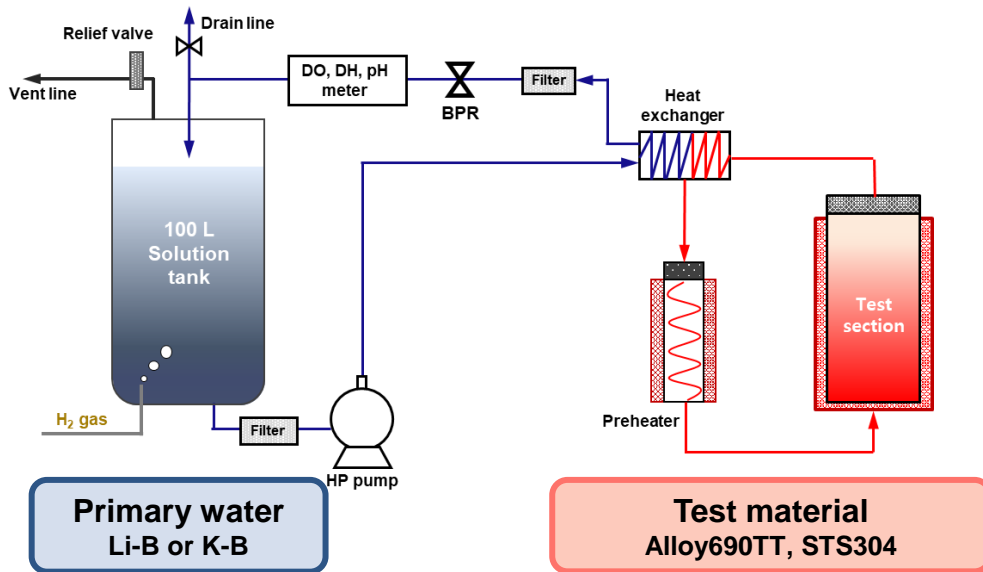 Drain line
Relief valve
Vent line
DO, DH, pH
meter
BPR
Filter
Heat
exchanger
100 L
Solution
tank
Test
section
H₂ gas
Filter
HP pump
Preheater
Primary water
Li-B or K-B
Test material
Alloy690TT, STS304